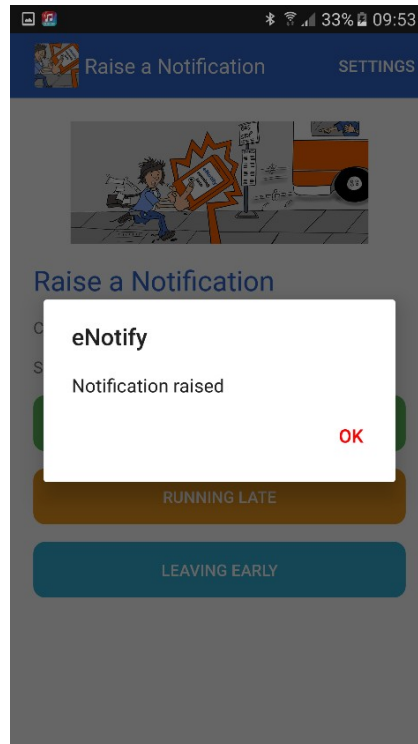 33% 09:53
Raise a Notification SETTINGS
Raise a Notification
C
eNotify
S
Notification raised
OK
RUNNING LATE
LEAVING EARLY